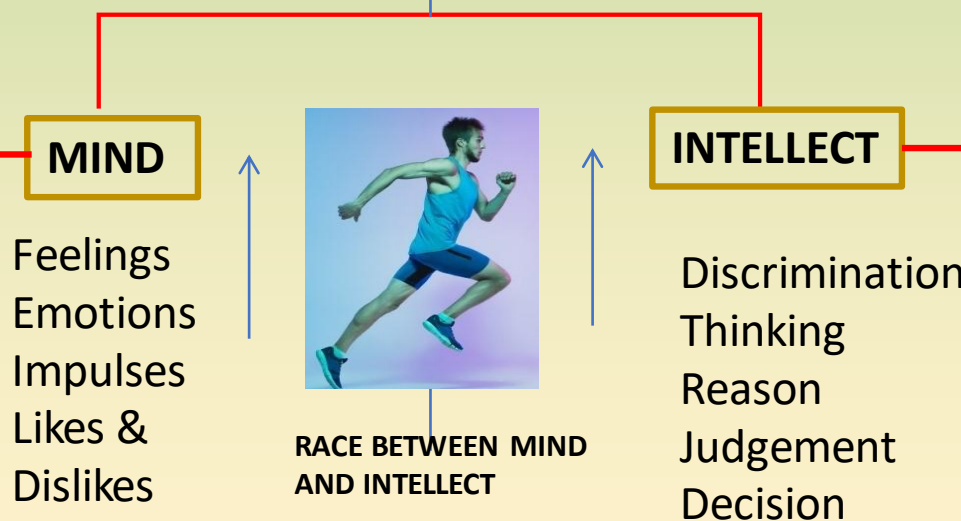 MIND
Feelings
Emotions
Impulses
Likes &
Dislikes
RACE BETWEEN MIND
AND INTELLECT
INTELLECT
Discrimination
Thinking
Reason
Judgement
Decision